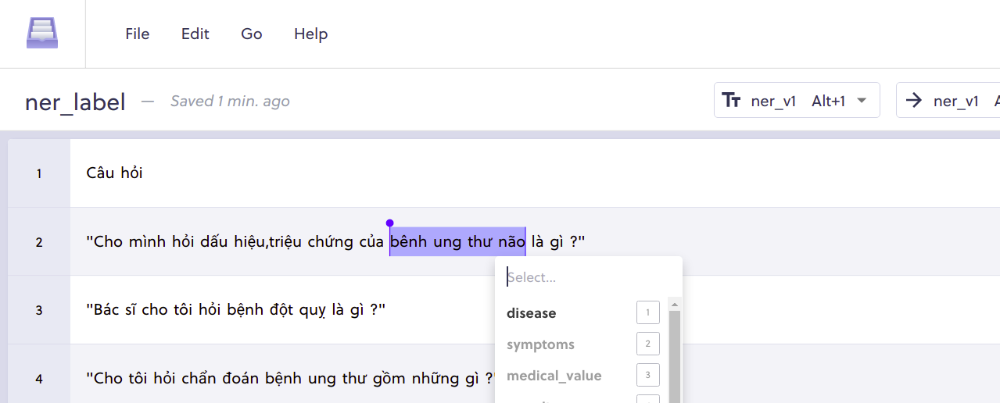 File Edit Go Help
ner_label — Saved 1 min. ago Tт ner_v1 Alt+1 → ner_v1
1 Câu hỏi
2 "Cho mình hỏi dấu hiệu,triệu chứng của bênh ung thư não là gì ?"
Select...
3 "Bác sĩ cho tôi hỏi bệnh đột quỵ là gì ?"
disease 1
symptoms 2
4 "Cho tôi hỏi chẩn đoán bệnh ung thư gồm những gì ?"
medical_value 3